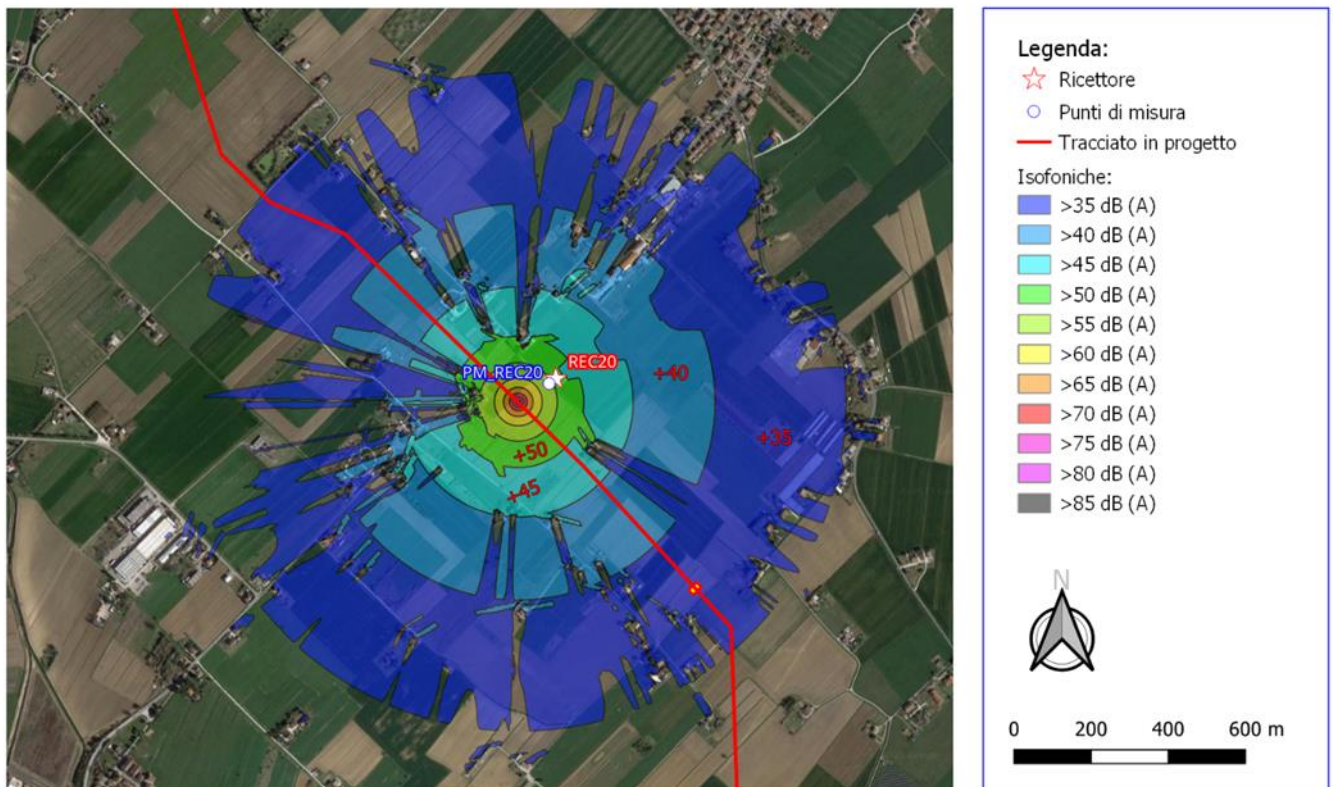 PM_REC20
REC20
+40
+35
+50
+45
Legenda:
Ricettore
Punti di misura
Tracciato in progetto
Isofoniche:
>35 dB (A)
>40 dB (A)
>45 dB (A)
>50 dB (A)
>55 dB (A)
>60 dB (A)
>65 dB (A)
>70 dB (A)
>75 dB (A)
>80 dB (A)
>85 dB (A)
N
0 200 400 600 m